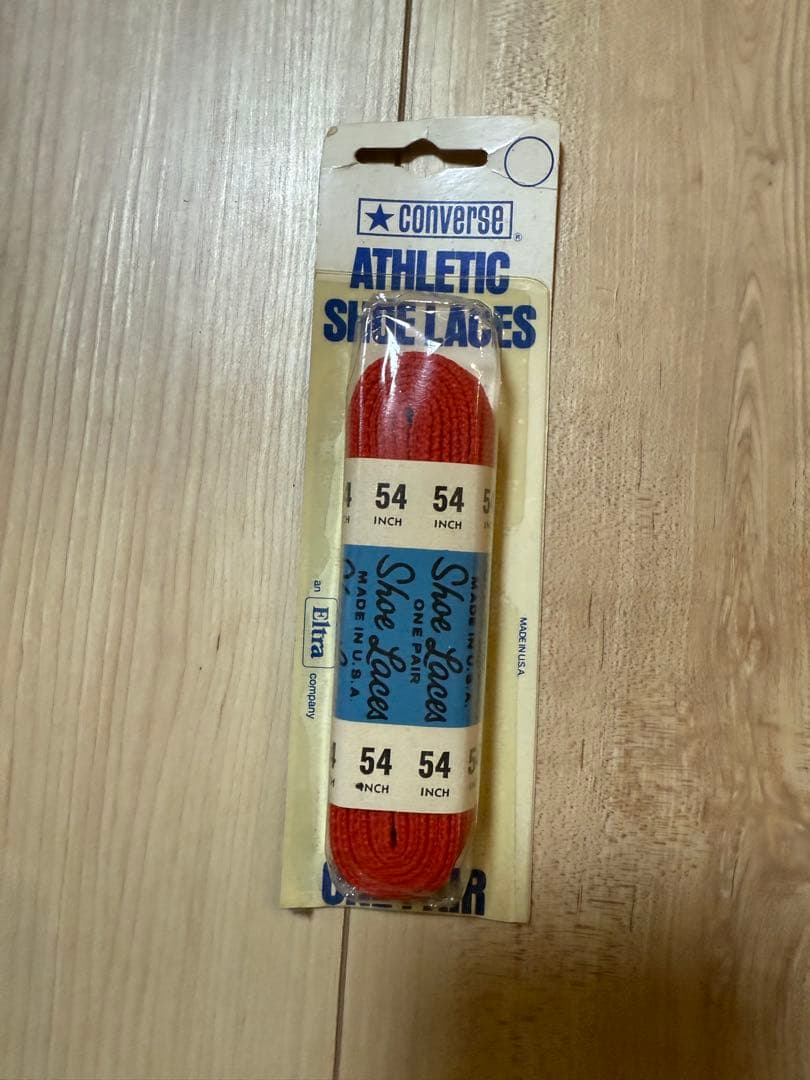 ★ CONVERSE ®
ATHLETIC
SHOE LACES
54 54
INCH INCH
MADE IN U.S.A.
Shoe Laces
ONE PAIR
Shoe Laces
MADE IN U.S.A.
54 54
INCH INCH
an Eltra company
MADE IN U.S.A.